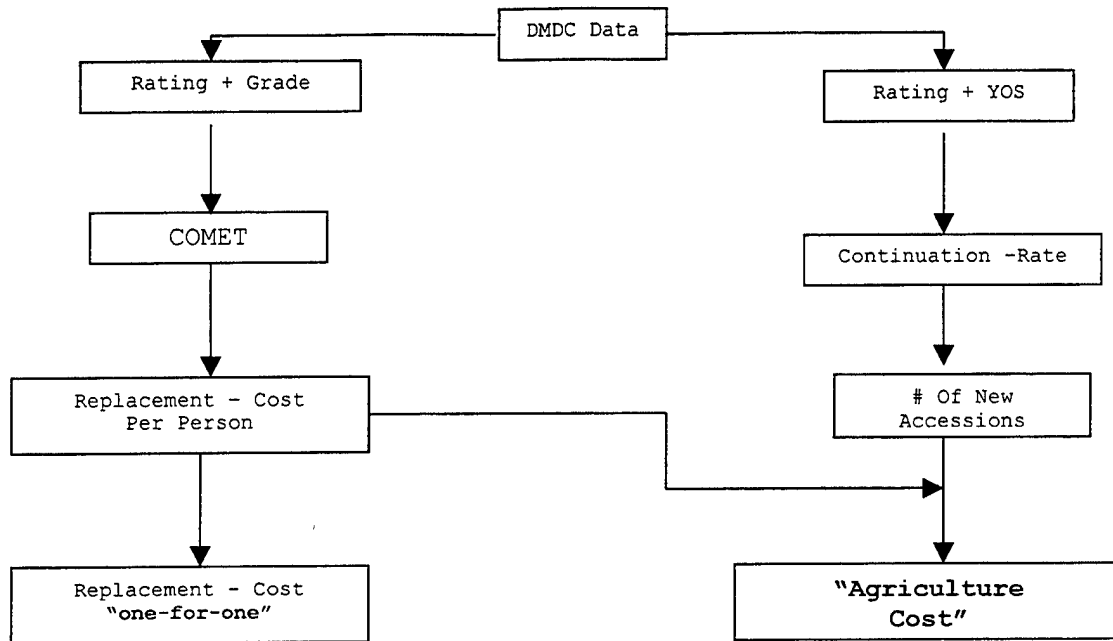 DMDC Data
Rating + Grade
Rating + YOS
COMET
Continuation -Rate
Replacement – Cost
Per Person
# Of New
Accessions
Replacement - Cost
"one-for-one"
"Agriculture
Cost"